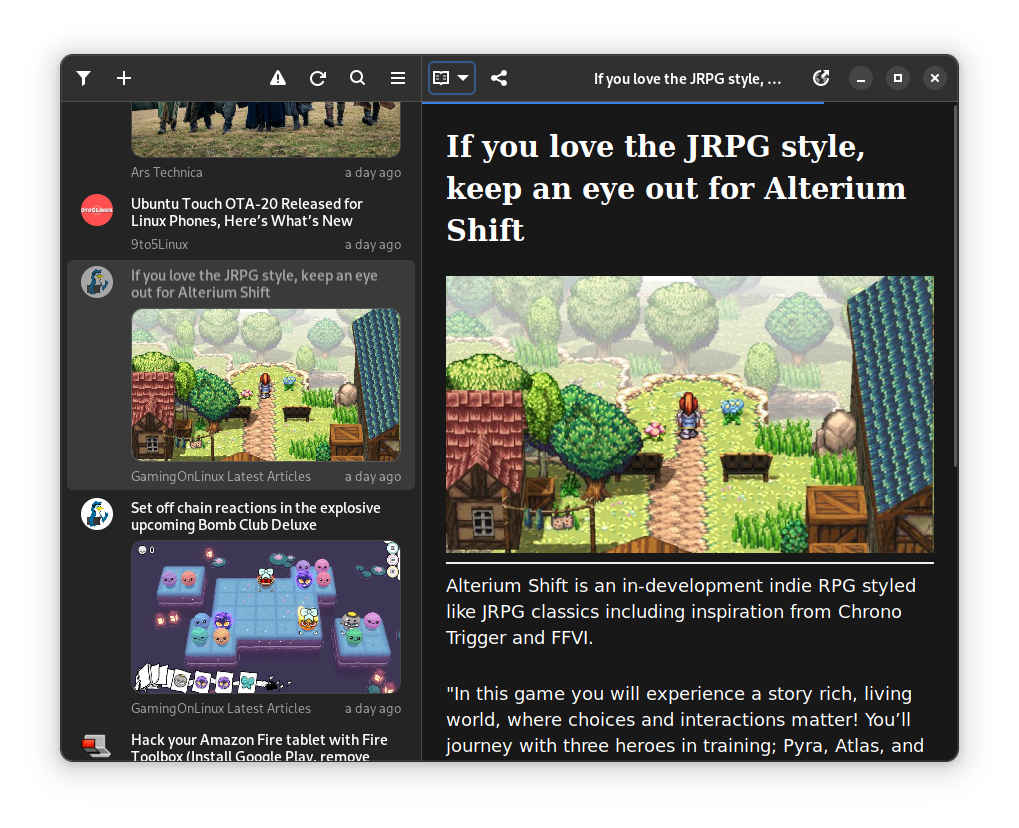 If you love the JRPG style, ...
Ars Technica
a day ago
9to5LINUX
Ubuntu Touch OTA-20 Released for
Linux Phones, Here’s What’s New
9to5Linux
a day ago
If you love the JRPG style, keep an eye
out for Alterium Shift
GamingOnLinux Latest Articles
a day ago
Set off chain reactions in the explosive
upcoming Bomb Club Deluxe
0
GamingOnLinux Latest Articles
a day ago
Hack your Amazon Fire tablet with Fire
Toolbox (Install Google Play, remove
If you love the JRPG style,
keep an eye out for Alterium
Shift
Alterium Shift is an in-development indie RPG styled
like JRPG classics including inspiration from Chrono
Trigger and FFVI.
"In this game you will experience a story rich, living
world, where choices and interactions matter! You’ll
journey with three heroes in training; Pyra, Atlas, and